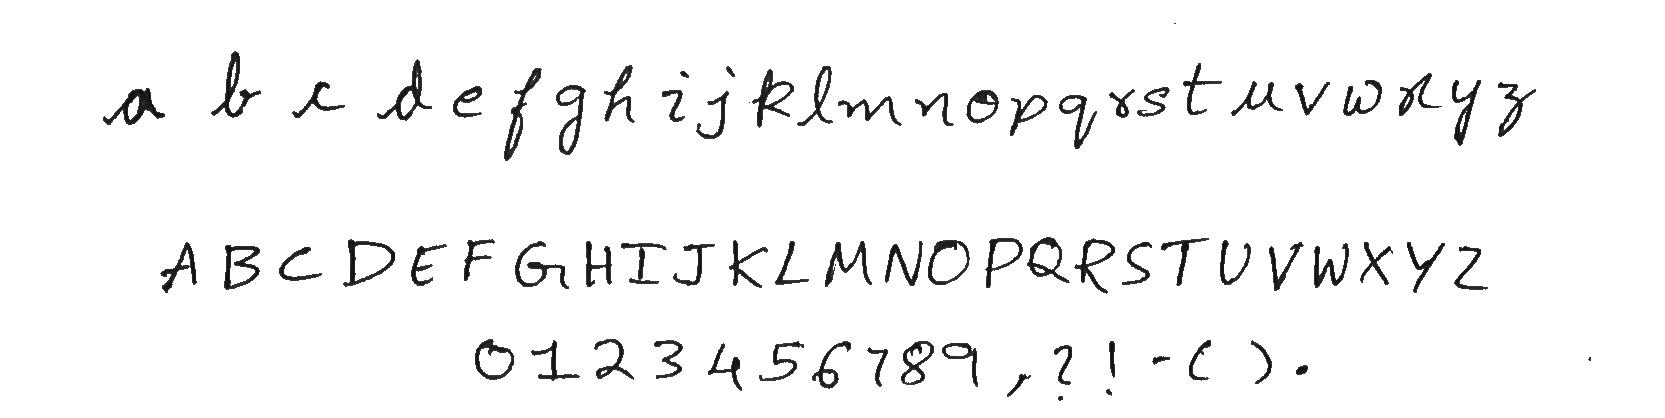 a b c d e f g h i j k l m n o p q r s t u v w x y z
A B C D E F G H I J K L M N O P Q R S T U V W X Y Z
0 1 2 3 4 5 6 7 8 9 , ? ! - ( ) .